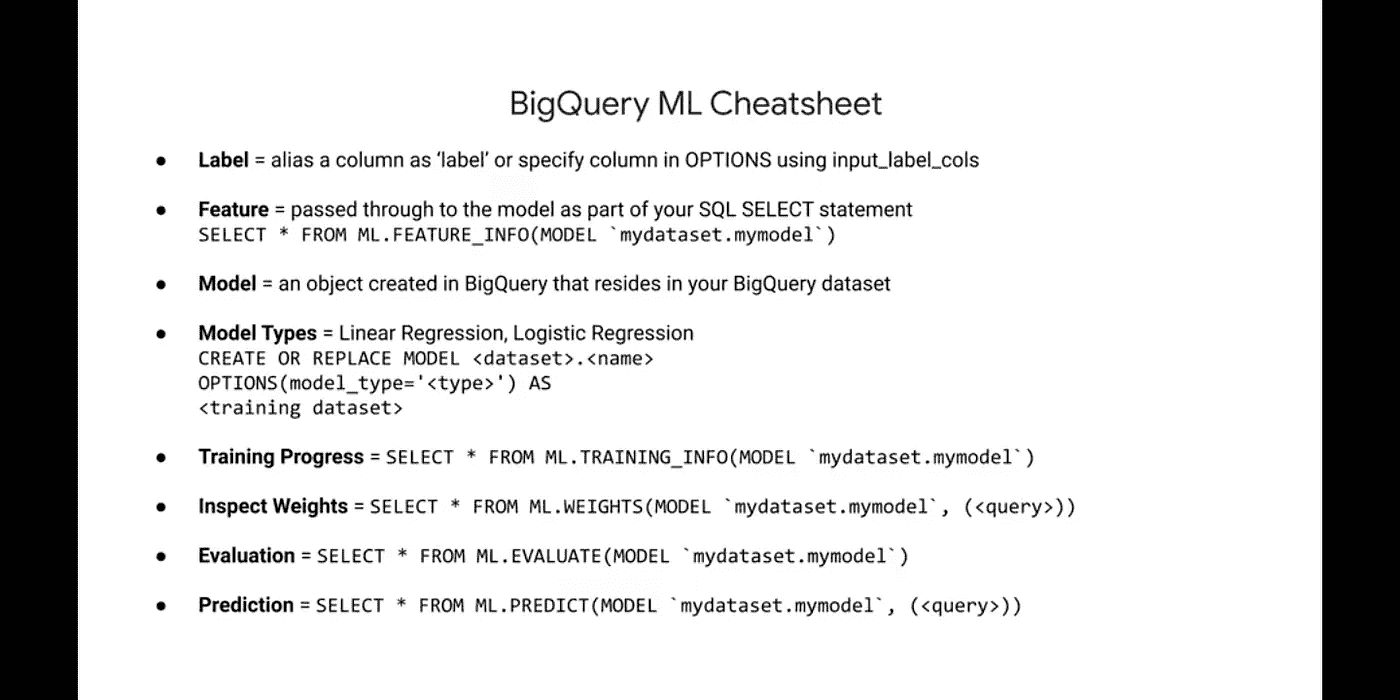 BigQuery ML Cheatsheet
● Label = alias a column as ‘label’ or specify column in OPTIONS using input_label_cols
● Feature = passed through to the model as part of your SQL SELECT statement
SELECT * FROM ML.FEATURE_INFO(MODEL `mydataset.mymodel`)
● Model = an object created in BigQuery that resides in your BigQuery dataset
● Model Types = Linear Regression, Logistic Regression
CREATE OR REPLACE MODEL <dataset>.<name>
OPTIONS(model_type='<type>') AS
<training dataset>
● Training Progress = SELECT * FROM ML.TRAINING_INFO(MODEL `mydataset.mymodel`)
● Inspect Weights = SELECT * FROM ML.WEIGHTS(MODEL `mydataset.mymodel`, (<query>))
● Evaluation = SELECT * FROM ML.EVALUATE(MODEL `mydataset.mymodel`)
● Prediction = SELECT * FROM ML.PREDICT(MODEL `mydataset.mymodel`, (<query>))